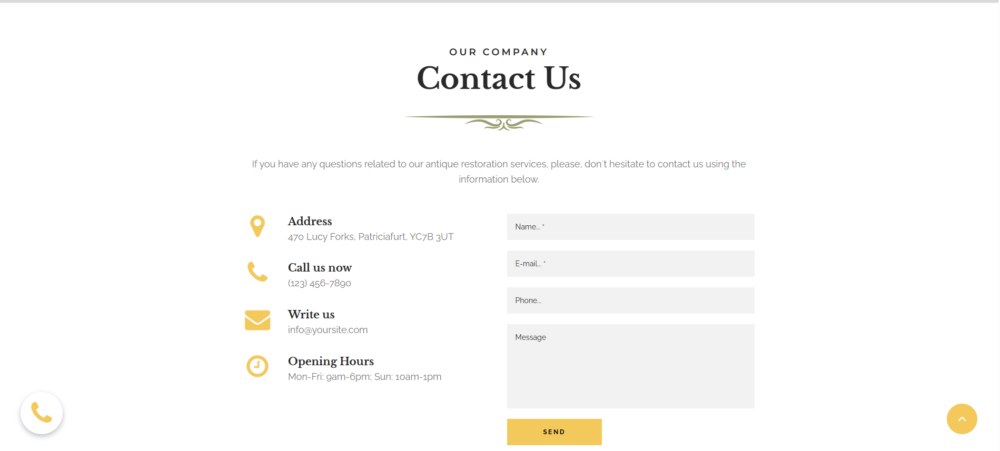 OUR COMPANY
Contact Us
If you have any questions related to our antique restoration services, please, don`t hesitate to contact us using the
information below.
Address
470 Lucy Forks, Patriciafurt, YC7B 3UT
Call us now
(123) 456-7890
Write us
info@yoursite.com
Opening Hours
Mon-Fri: 9am-6pm; Sun: 10am-1pm
Name... *
E-mail... *
Phone...
Message
SEND